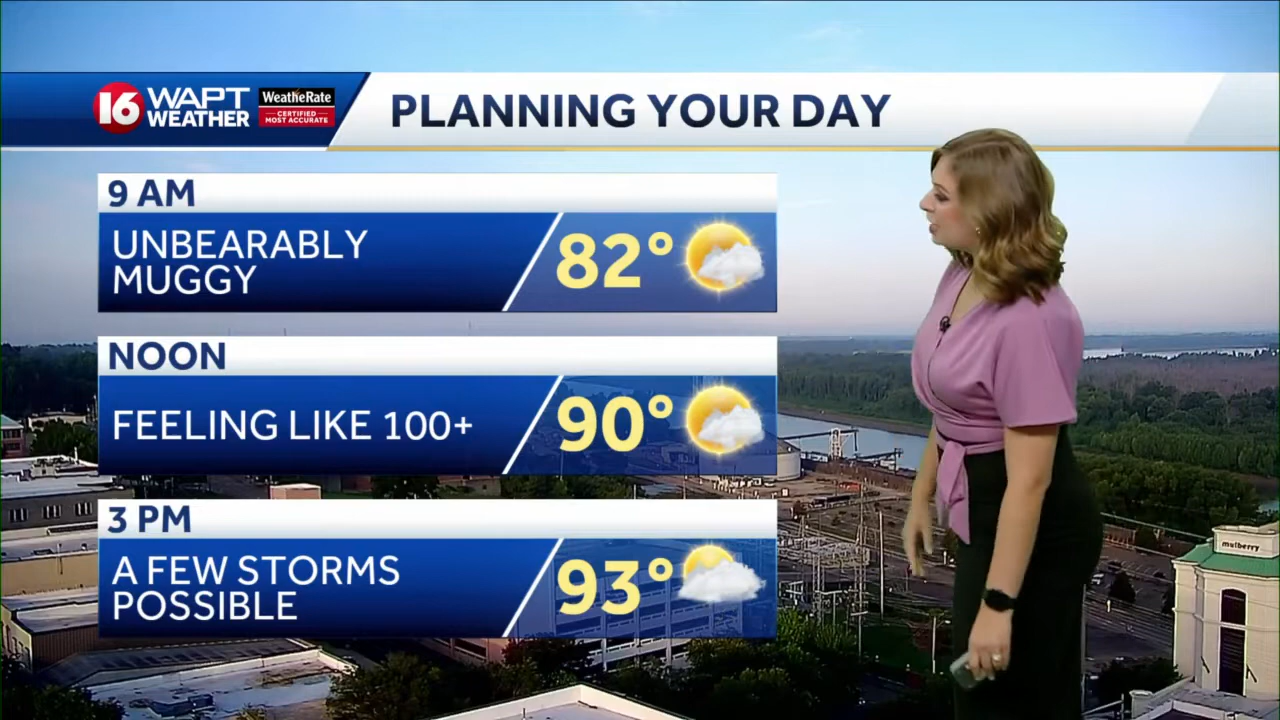 16 WAPT WEATHER
WeatheRate
CERTIFIED
MOST ACCURATE
PLANNING YOUR DAY
9 AM
UNBEARABLY
MUGGY
82°
NOON
FEELING LIKE 100+
90°
3 PM
A FEW STORMS
POSSIBLE
93°
mulberry